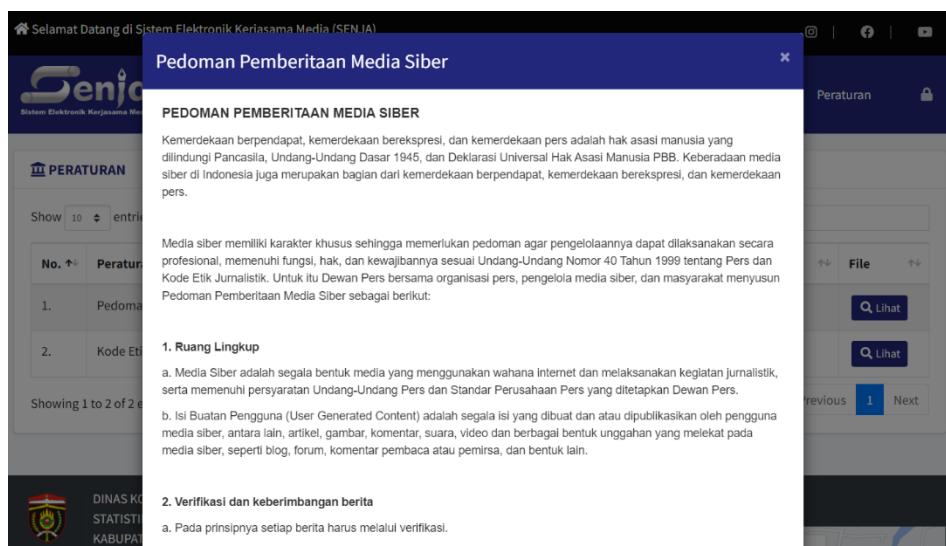 Selamat Datang di Sistem Elektronik Kerjasama Media (SENJA)
Pedoman Pemberitaan Media Siber ×
Senja
Sistem Elektronik Kerjasama
Peraturan
PEDOMAN PEMBERITAAN MEDIA SIBER
Kemerdekaan berpendapat, kemerdekaan berekspresi, dan kemerdekaan pers adalah hak asasi manusia yang
dilindungi Pancasila, Undang-Undang Dasar 1945, dan Deklarasi Universal Hak Asasi Manusia PBB. Keberadaan media
siber di Indonesia juga merupakan bagian dari kemerdekaan berpendapat, kemerdekaan berekspresi, dan kemerdekaan
pers.
Media siber memiliki karakter khusus sehingga memerlukan pedoman agar pengelolaannya dapat dilaksanakan secara
profesional, memenuhi fungsi, hak, dan kewajibannya sesuai Undang-Undang Nomor 40 Tahun 1999 tentang Pers dan
Kode Etik Jurnalistik. Untuk itu Dewan Pers bersama organisasi pers, pengelola media siber, dan masyarakat menyusun
Pedoman Pemberitaan Media Siber sebagai berikut:
1. Ruang Lingkup
a. Media Siber adalah segala bentuk media yang menggunakan wahana internet dan melaksanakan kegiatan jurnalistik,
serta memenuhi persyaratan Undang-Undang Pers dan Standar Perusahaan Pers yang ditetapkan Dewan Pers.
b. Isi Buatan Pengguna (User Generated Content) adalah segala isi yang dibuat dan atau dipublikasikan oleh pengguna
media siber, antara lain, artikel, gambar, komentar, suara, video dan berbagai bentuk unggahan yang melekat pada
media siber, seperti blog, forum, komentar pembaca atau pemirsa, dan bentuk lain.
2. Verifikasi dan keberimbangan berita
a. Pada prinsipnya setiap berita harus melalui verifikasi.
PERATURAN
Show 10 entri
No. Peratur File
1. Pedoma Lihat
2. Kode Eti Lihat
Showing 1 to 2 of 2 e revious 1 Next
DINAS KO
STATISTI
KABUPAT